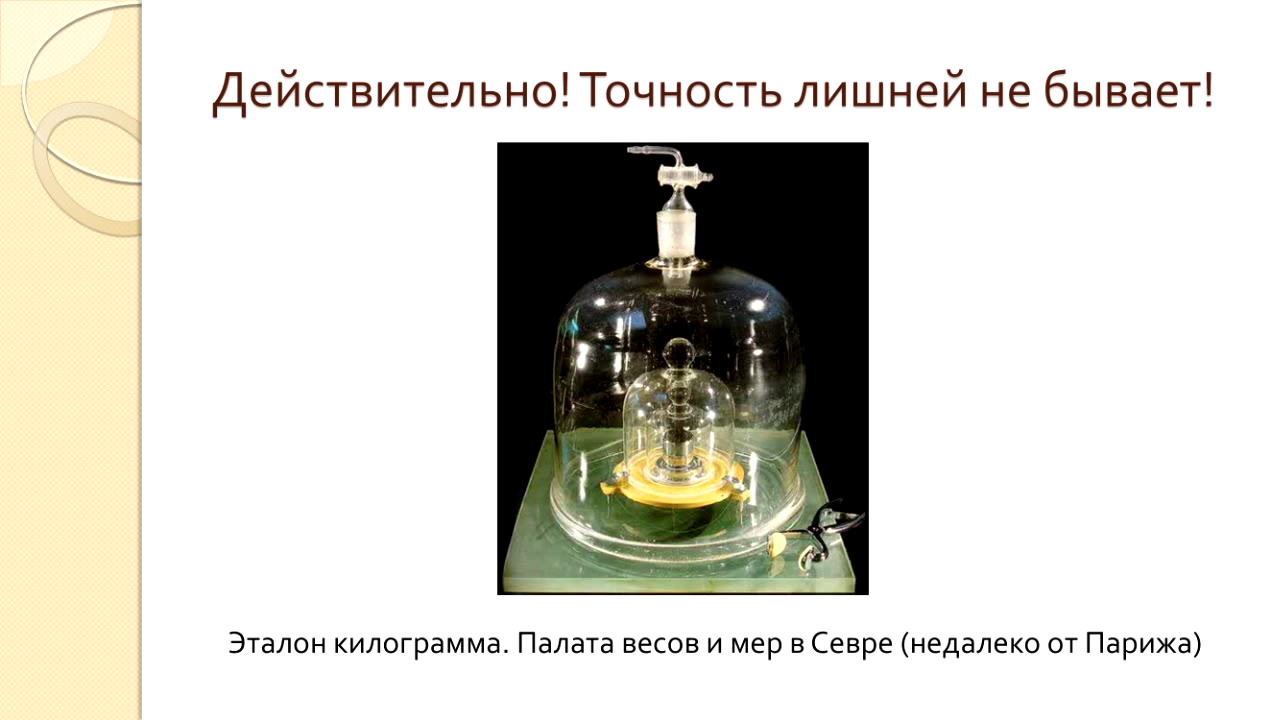 Действительно! Точность лишней не бывает!
Эталон килограмма. Палата весов и мер в Севре (недалеко от Парижа)